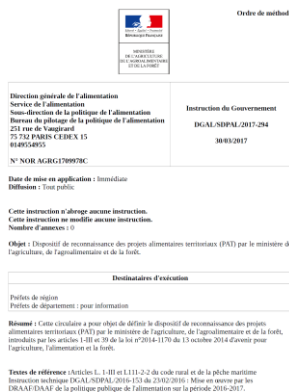 Ordre de méthod
Liberté • Égalité • Fraternité
RÉPUBLIQUE FRANÇAISE
MINISTÈRE
DE L'AGRICULTURE
DE L'AGROALIMENTAIRE
ET DE LA FORÊT
Direction générale de l'alimentation
Service de l'alimentation
Sous-direction de la politique de l'alimentation
Bureau du pilotage de la politique de l'alimentation
251 rue de Vaugirard
75 732 PARIS CEDEX 15
0149554955
N° NOR AGRG1709978C
Instruction du Gouvernement
DGAL/SDPAL/2017-294
30/03/2017
Date de mise en application : Immédiate
Diffusion : Tout public
Cette instruction n'abroge aucune instruction.
Cette instruction ne modifie aucune instruction.
Nombre d'annexes : 0
Objet : Dispositif de reconnaissance des projets alimentaires territoriaux (PAT) par le ministère de
l'agriculture, de l'agroalimentaire et de la forêt.
Destinataires d'exécution
Préfets de région
Préfets de département : pour information
Résumé : Cette circulaire a pour objet de définir le dispositif de reconnaissance des projets
alimentaires territoriaux (PAT) par le ministère de l'agriculture, de l'agroalimentaire et de la forêt,
introduits par les articles 1-III et 39 de la loi n°2014-1170 du 13 octobre 2014 d'avenir pour
l'agriculture, l'alimentation et la forêt.
Textes de référence :Articles L. 1-III et L111-2-2 du code rural et de la pêche maritime
Instruction technique DGAL/SDPAL/2016-153 du 23/02/2016 : Mise en œuvre par les
DRAAF/DAAF de la politique publique de l'alimentation sur la période 2016-2017.